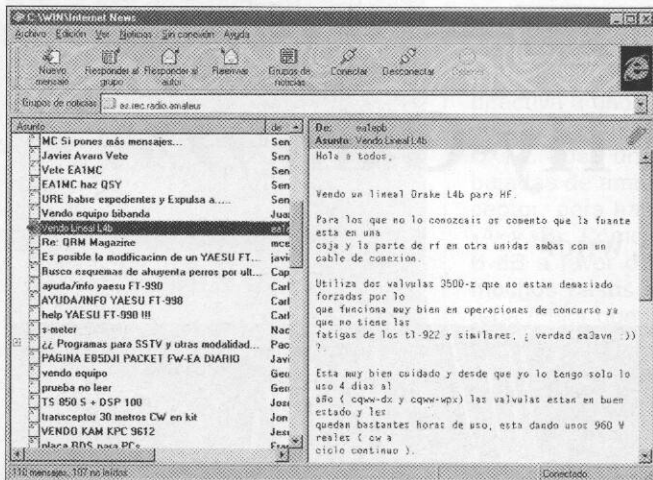 C:\WIN\Internet News
Archivo Edición Ver Noticias Sin conexión Ayuda
Nuevo mensaje
Responder al grupo
Responder al autor
Reenviar
Grupos de noticias
Conectar
Desconectar
Grupos de noticias es.rec.radio.amateur
Asunto de
MC Si pones más mensajes... Sen
Javier Avaro Vete Sen
Vete EA1MC Sen
EA1MC haz QSY Sen
URE habre expedientes y Expulsa a..... Sen
Vendo equipo bibanda Jua
Vendo Lineal L4b ea1e
Re: QRM Magazine mce
Es posible la modificacion de un YAESU FT... javi
Busco esquemas de ahuyenta perros por ult... Cap
ayuda/info yaesu FT-990 Carl
AYUDA/INFO YAESU FT-990 Carl
help YAESU FT-990 !!! Carl
s-meter Nac
¿¿ Programas para SSTV y otras modalidad... Pac
PAGINA EB5DJI PACKET FW-EA DIARIO Javi
vendo equipo Geo
prueba no leer Geo
TS 850 S + DSP 100 Jose
transceptor 30 metros CW en kit Jon
VENDO KAM KPC 9612 Jesu
placa RDS para PCs Fran
De: ea1epb
Asunto: Vendo Lineal L4b
Hola a todos,
Vendo un lineal Drake L4b para HF.
Para los que no lo conozcais os comento que la fuente
esta en una
caja y la parte de rf en otra unidas ambas con un
cable de conexion.
Utiliza dos valvulas 3500-z que no estan demasiado
forzadas por lo
que funciona muy bien en operaciones de concurso ya
que no tiene las
fatigas de los tl-922 y similares, ¿ verdad ea3avn :))
?
Esta muy bien cuidado y desde que yo lo tengo solo lo
uso 4 dias al
año ( cqww-dx y cqww-wpx) las valvulas estan en buen
estado y les
quedan bastantes horas de uso, esta dando unos 960 W
reales ( cw a
ciclo continuo ).
110 mensajes, 107 no leídos
Conectado